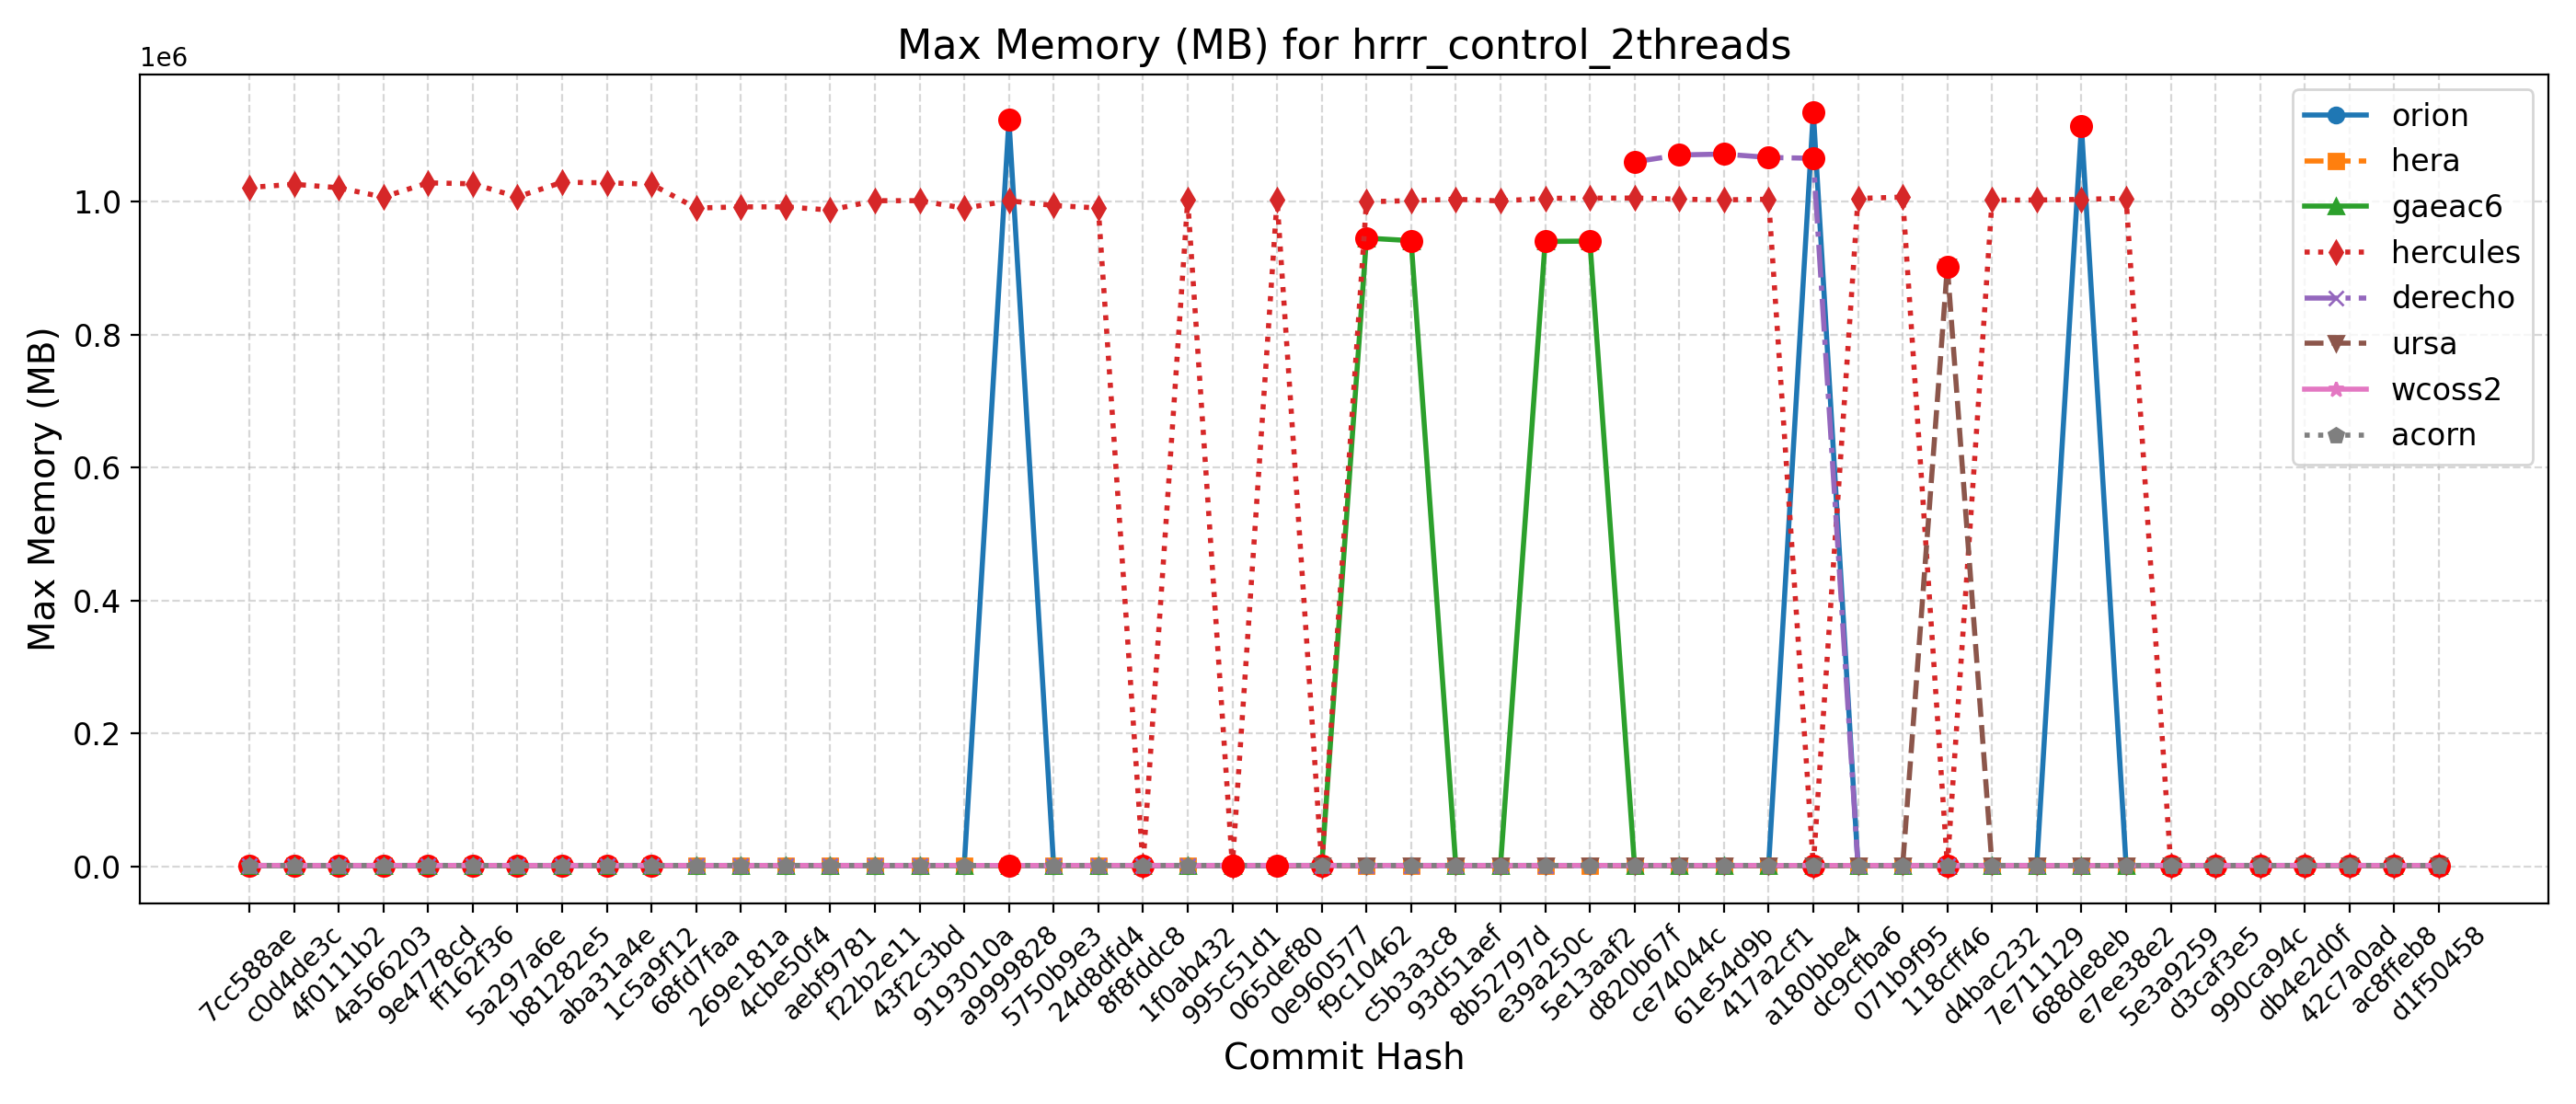 Max Memory (MB) for hrrr_control_2threads
1e6
1.0
0.8
0.6
0.4
0.2
0.0
Max Memory (MB)
orion
hera
gaeac6
hercules
derecho
ursa
wcoss2
acorn
7cc588ae
c0d4de3c
4f0111b2
4a566203
9e4778cd
ff162f36
5a297a6e
b81282e5
aba31a4e
1c5a9f12
68fd7faa
269e181a
4cbe50f4
aebf9781
f22b2e11
43f2c3bd
9193010a
a9999828
5750b9e3
24d8dfd4
8f8fddc8
1f0ab432
995c51d1
065def80
0e960577
f9c10462
c5b3a3c8
93d51aef
8b52797d
e39a250c
5e13aaf2
d820b67f
ce74044c
61e54d9b
417a2cf1
a180bbe4
dc9cfba6
071b9f95
118cff46
d4bac232
7e711129
688de8eb
e7ee38e2
5e3a9259
d3caf3e5
990ca94c
db4e2d0f
42c7a0ad
ac8ffeb8
d1f50458
Commit Hash